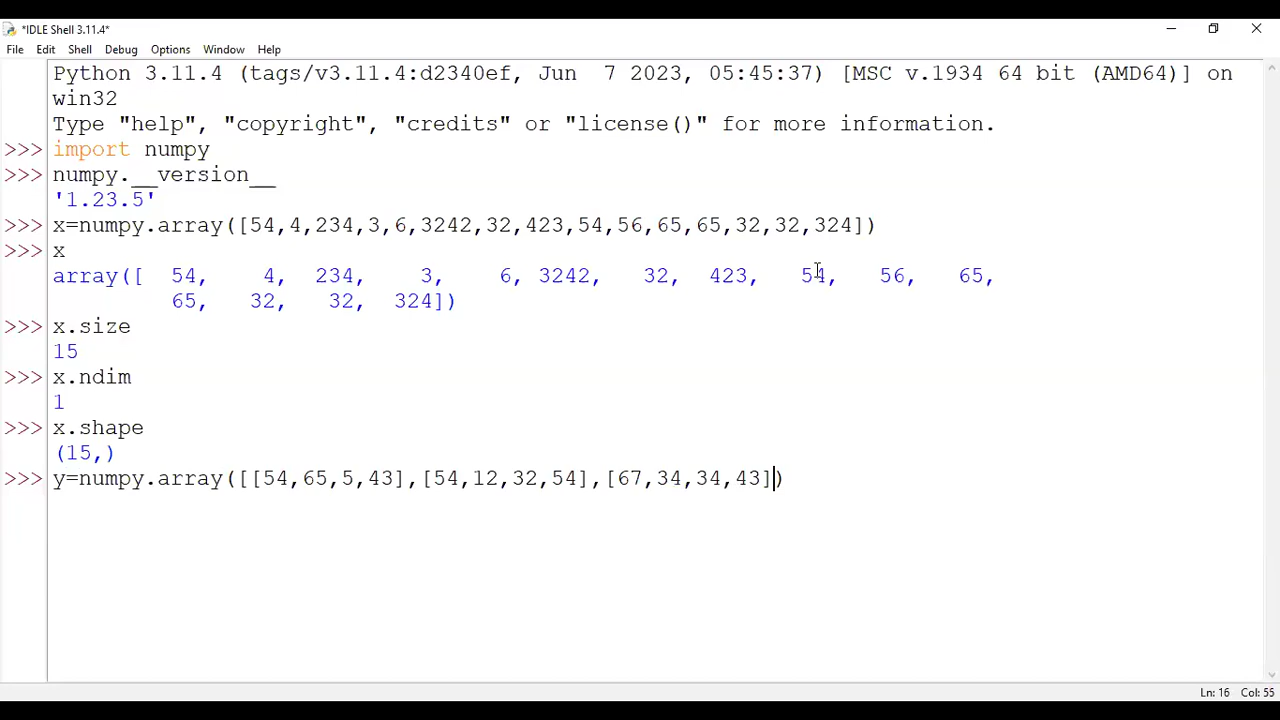 *IDLE Shell 3.11.4*
File Edit Shell Debug Options Window Help
Python 3.11.4 (tags/v3.11.4:d2340ef, Jun  7 2023, 05:45:37) [MSC v.1934 64 bit (AMD64)] on
win32
Type "help", "copyright", "credits" or "license()" for more information.
>>> import numpy
>>> numpy.__version__
'1.23.5'
>>> x=numpy.array([54,4,234,3,6,3242,32,423,54,56,65,65,32,32,324])
>>> x
array([  54,    4,  234,    3,    6, 3242,   32,  423,   54,   56,   65,
         65,   32,   32,  324])
>>> x.size
15
>>> x.ndim
1
>>> x.shape
(15,)
>>> y=numpy.array([[54,65,5,43],[54,12,32,54],[67,34,34,43])
Ln: 16 Col: 55